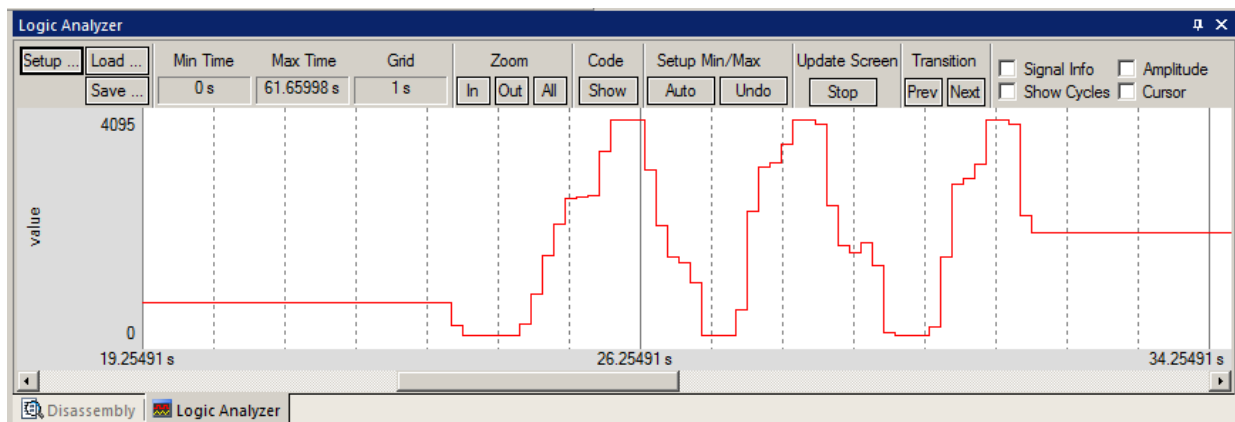 Logic Analyzer
Setup ... Load ... Min Time Max Time Grid Zoom Code Setup Min/Max Update Screen Transition Signal Info Amplitude
Save ... 0 s 61.65998 s 1 s In Out All Show Auto Undo Stop Prev Next Show Cycles Cursor
4095
value
0
19.25491 s 26.25491 s 34.25491 s
Disassembly Logic Analyzer